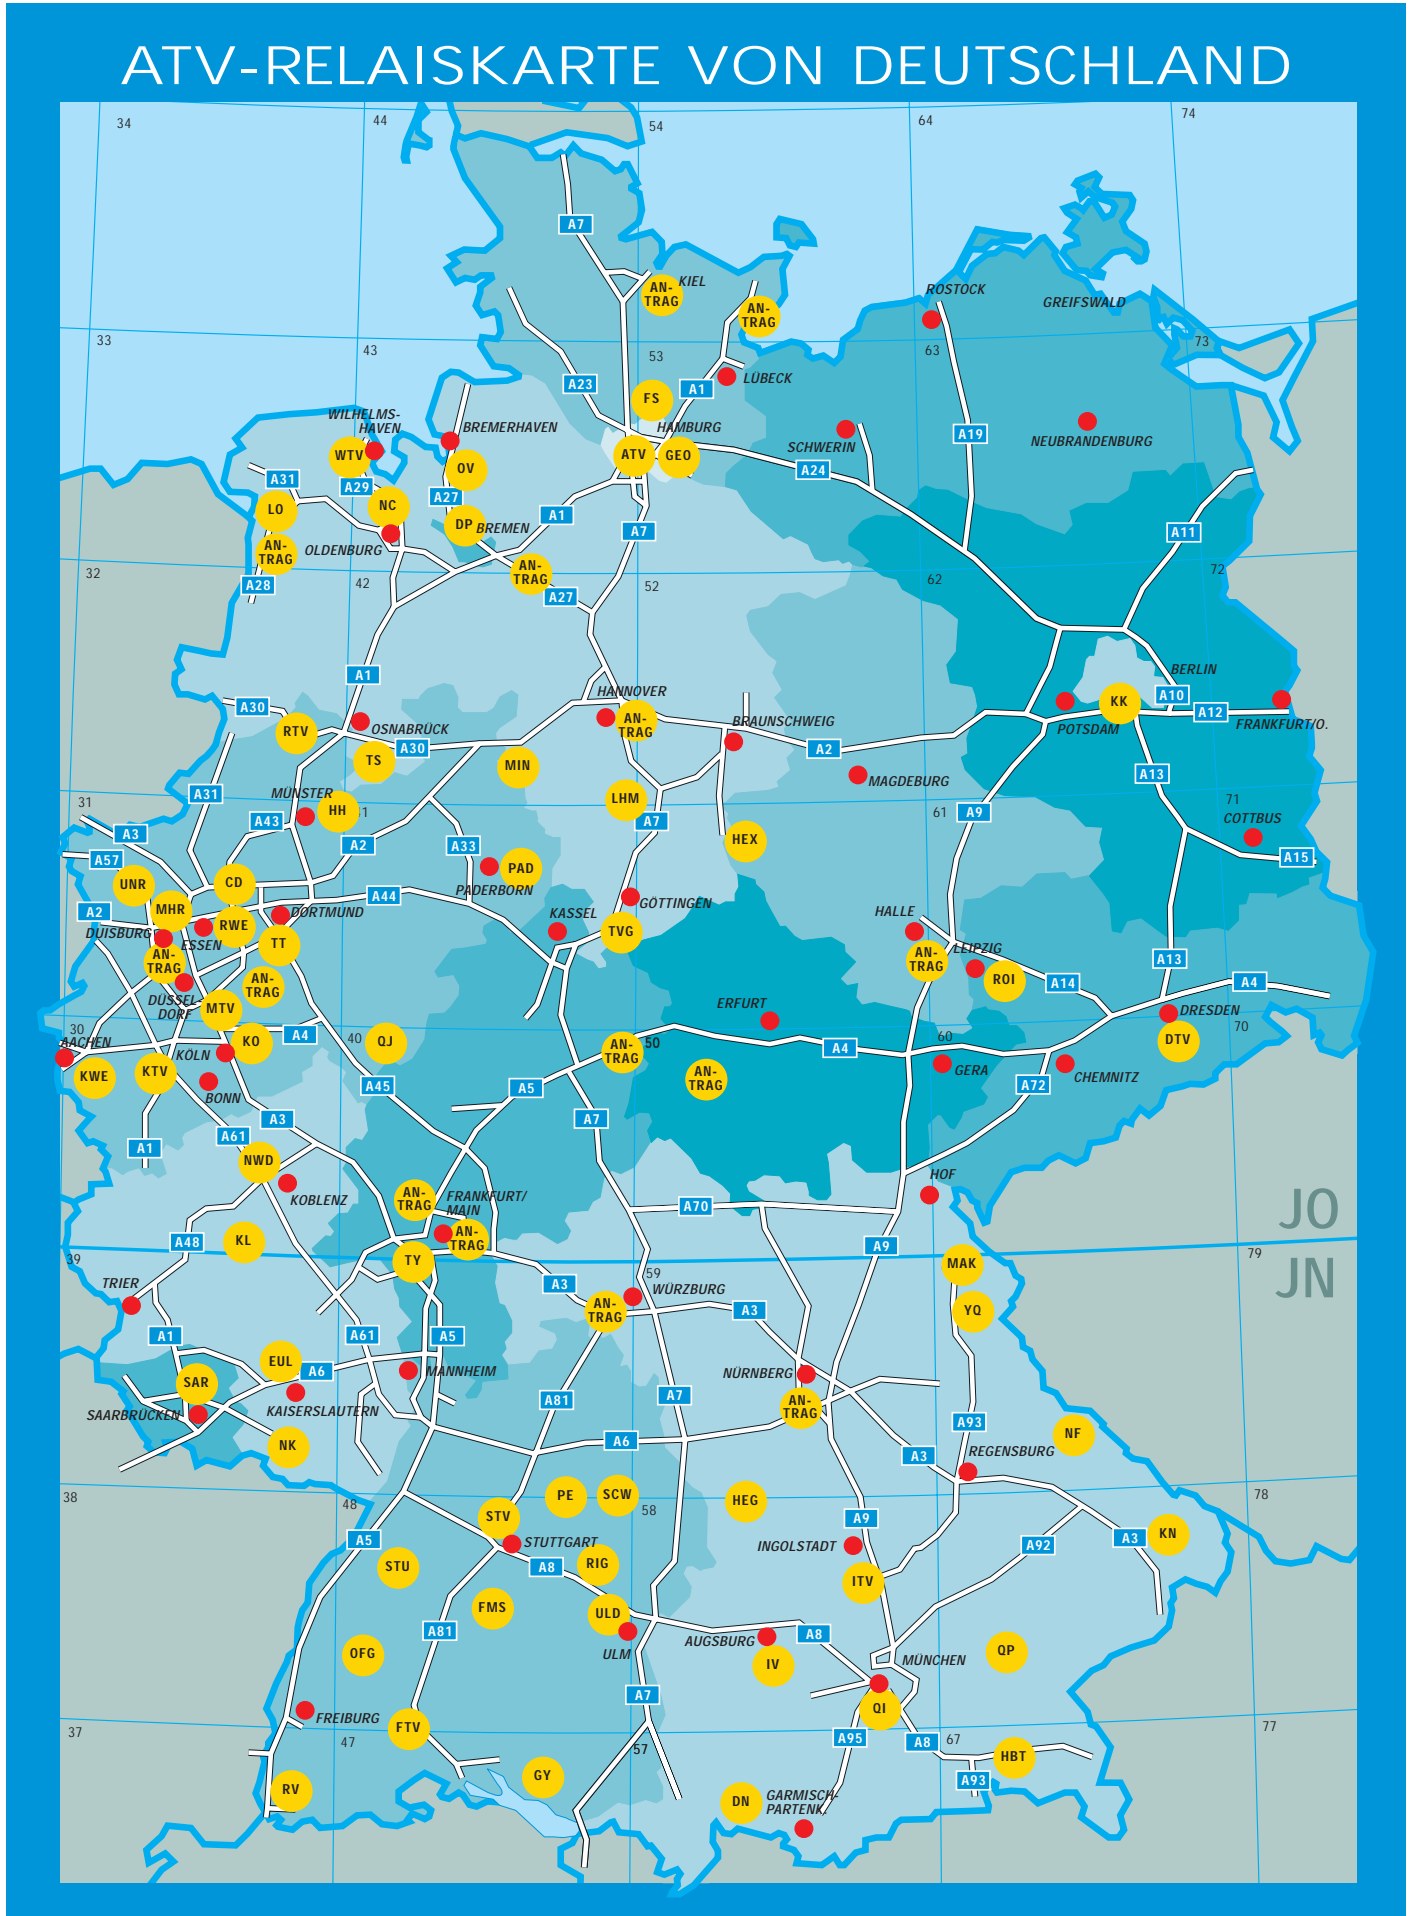 ATV-RELAISKARTE VON DEUTSCHLAND
34
44
54
64
74
A7
KIEL
AN-
TRAG
AN-
TRAG
ROSTOCK
GREIFSWALD
33
43
53
63
73
A23
A1
LÜBECK
FS
WILHELMS-
HAVEN
BREMERHAVEN
HAMBURG
SCHWERIN
A19
NEUBRANDENBURG
WTV
OV
ATV
GEO
A24
A31
A29
A27
LO
NC
DP
BREMEN
A1
A7
A11
AN-
TRAG
OLDENBURG
AN-
TRAG
32
42
52
62
72
A28
A27
A1
HANNOVER
BERLIN
A30
OSNABRÜCK
AN-
TRAG
BRAUNSCHWEIG
KK
A10
A12
POTSDAM
FRANKFURT/O.
RTV
TS
A30
MIN
A2
A13
MAGDEBURG
31
A31
MÜNSTER
HH
41
LHM
61
71
A3
A43
A2
A33
A7
HEX
A9
COTTBUS
A57
A15
UNR
CD
PAD
PADERBORN
A2
MHR
A44
GÖTTINGEN
DORTMUND
KASSEL
HALLE
DUISBURG
ESSEN
RWE
TT
TVG
LEIPZIG
AN-
TRAG
AN-
TRAG
AN-
TRAG
ROI
A14
A13
A4
DÜSSEL-
DORF
MTV
ERFURT
DRESDEN
30
AACHEN
KÖLN
KO
A4
40
QJ
AN-
TRAG
50
A4
60
DTV
70
KWE
KTV
BONN
A45
A5
AN-
TRAG
GERA
A72
CHEMNITZ
A3
A7
A1
A61
NWD
KOBLENZ
AN-
TRAG
FRANKFURT/
MAIN
AN-
TRAG
A70
HOF
JO
39
A48
KL
TY
A9
MAK
79
JN
TRIER
A3
59
WÜRZBURG
AN-
TRAG
A3
YQ
A1
A61
A5
EUL
A6
MANNHEIM
NÜRNBERG
SAR
A81
A7
AN-
TRAG
SAARBRÜCKEN
KAISERSLAUTERN
A93
NF
NK
A6
A3
REGENSBURG
38
48
PE
SCW
58
HEG
78
STV
A9
A5
STUTTGART
INGOLSTADT
A92
A3
KN
STU
A8
RIG
ITV
FMS
ULD
A81
ULM
AUGSBURG
A8
OFG
IV
MÜNCHEN
QP
A7
FREIBURG
QI
37
47
FTV
57
A95
A8
67
77
HBT
GY
A93
RV
DN
GARMISCH-
PARTENK.